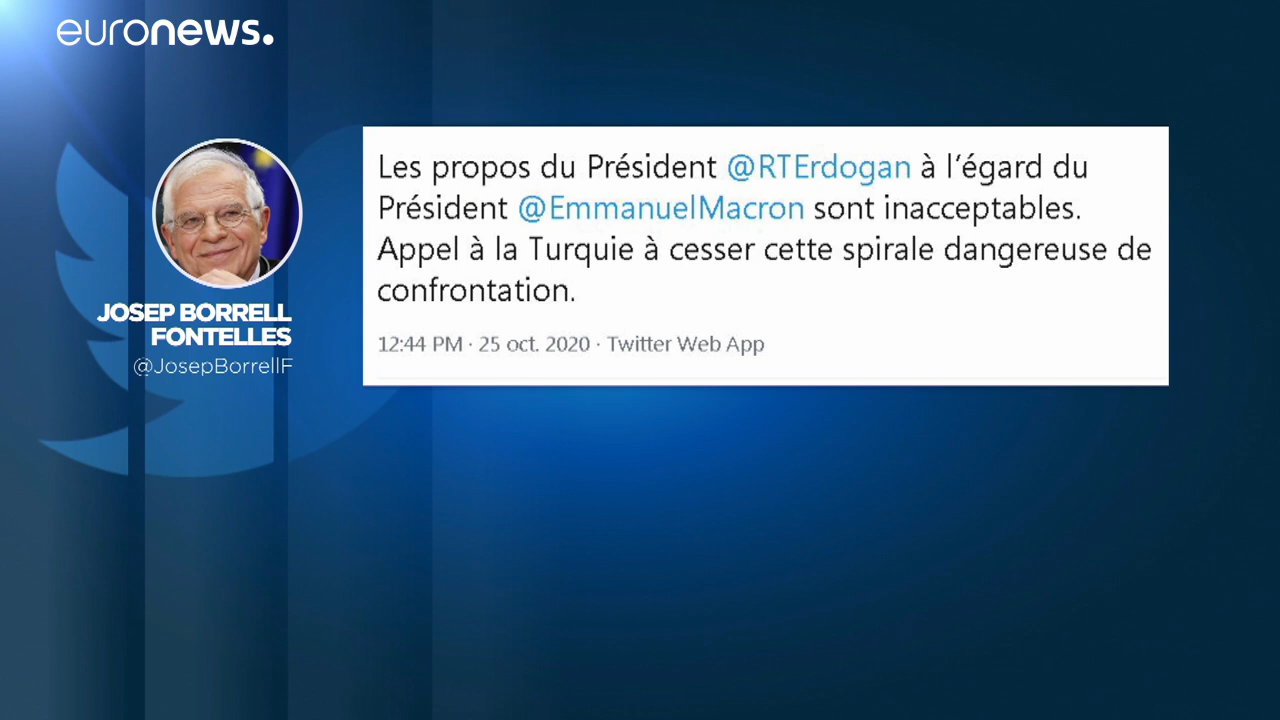 euronews.
JOSEP BORRELL
FONTELLES
@JosepBorrellF
Les propos du Président @RTErdogan à l’égard du
Président @EmmanuelMacron sont inacceptables.
Appel à la Turquie à cesser cette spirale dangereuse de
confrontation.
12:44 PM · 25 oct. 2020 · Twitter Web App